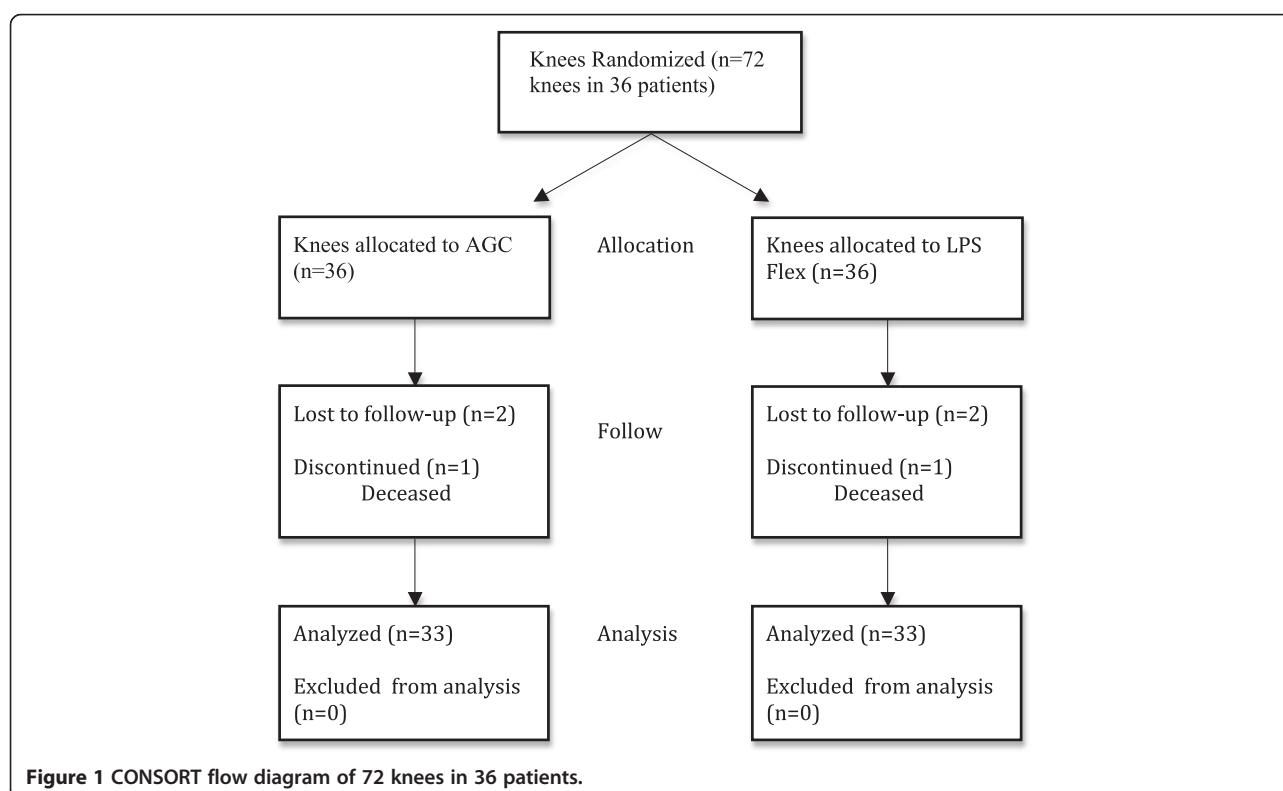 Knees Randomized (n=72
knees in 36 patients)
Knees allocated to AGC
(n=36)
Allocation
Knees allocated to LPS
Flex (n=36)
Lost to follow-up (n=2)
Discontinued (n=1)
Deceased
Follow
Lost to follow-up (n=2)
Discontinued (n=1)
Deceased
Analyzed (n=33)
Excluded from analysis
(n=0)
Analysis
Analyzed (n=33)
Excluded from analysis
(n=0)
Figure 1 CONSORT flow diagram of 72 knees in 36 patients.